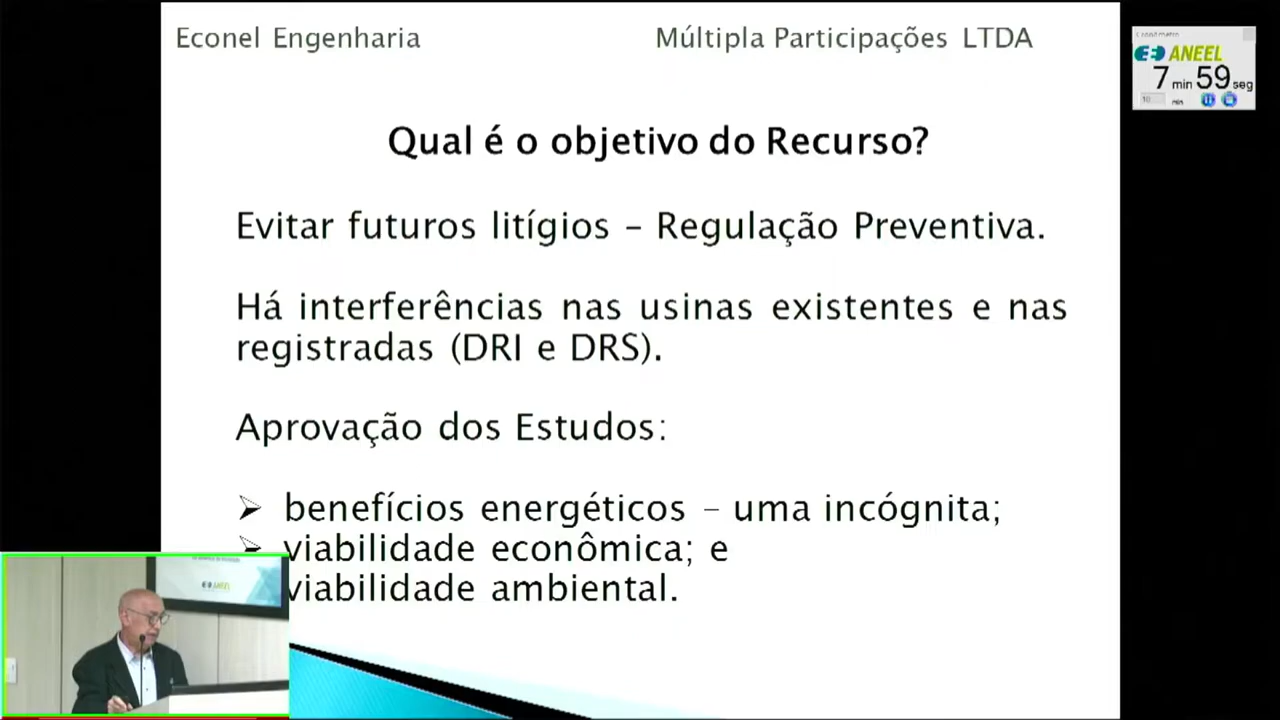 Econel Engenharia
Múltipla Participações LTDA
ANEEL
7 min 59 seg
10 min
Qual é o objetivo do Recurso?
Evitar futuros litígios – Regulação Preventiva.
Há interferências nas usinas existentes e nas
registradas (DRI e DRS).
Aprovação dos Estudos:
benefícios energéticos – uma incógnita;
viabilidade econômica; e
viabilidade ambiental.
ANEEL